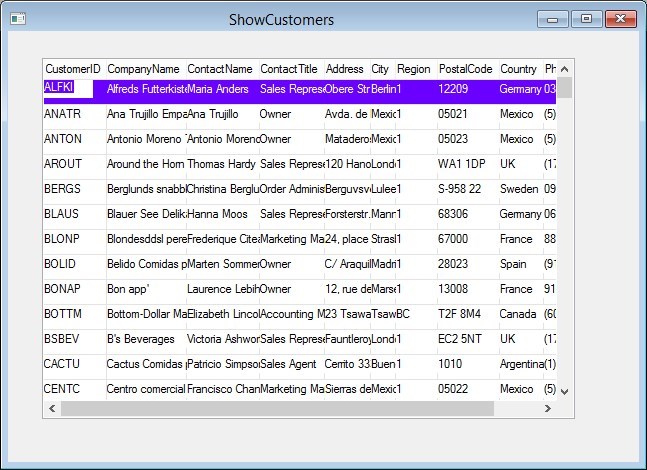 ShowCustomers
CustomerID CompanyName ContactName ContactTitle Address City Region PostalCode Country Ph
ALFKI Alfreds Futterkiste Maria Anders Sales Represe Obere Str Berlin 1 12209 Germany 03
ANATR Ana Trujillo Empa Ana Trujillo Owner Avda. de Mexic 1 05021 Mexico (5)
ANTON Antonio Moreno T Antonio Moreno Owner Mataderos Mexic 1 05023 Mexico (5)
AROUT Around the Horn Thomas Hardy Sales Represe 120 Hano Londo 1 WA1 1DP UK (17
BERGS Berglunds snabbl Christina Berglu Order Adminis Berguvsv Lulee 1 S-958 22 Sweden 09
BLAUS Blauer See Delika Hanna Moos Sales Represe Forsterstr. Mann 1 68306 Germany 06
BLONP Blondesddsl pere Frederique Citea Marketing Ma 24, place Strasl 1 67000 France 88
BOLID Bolido Comidas p Marten Sommer Owner C/ Araquil Madri 1 28023 Spain (91
BONAP Bon app' Laurence Lebih Owner 12, rue de Marse 1 13008 France 91
BOTTM Bottom-Dollar Ma Elizabeth Lincol Accounting M 23 Tsawa Tsaw BC T2F 8M4 Canada (60
BSBEV B's Beverages Victoria Ashwor Sales Represe Fauntleroy Londo 1 EC2 5NT UK (17
CACTU Cactus Comidas p Patricio Simpso Sales Agent Cerrito 33 Buen 1 1010 Argentina (1)
CENTC Centro comercial Francisco Chan Marketing Ma Sierras de Mexic 1 05022 Mexico (5)